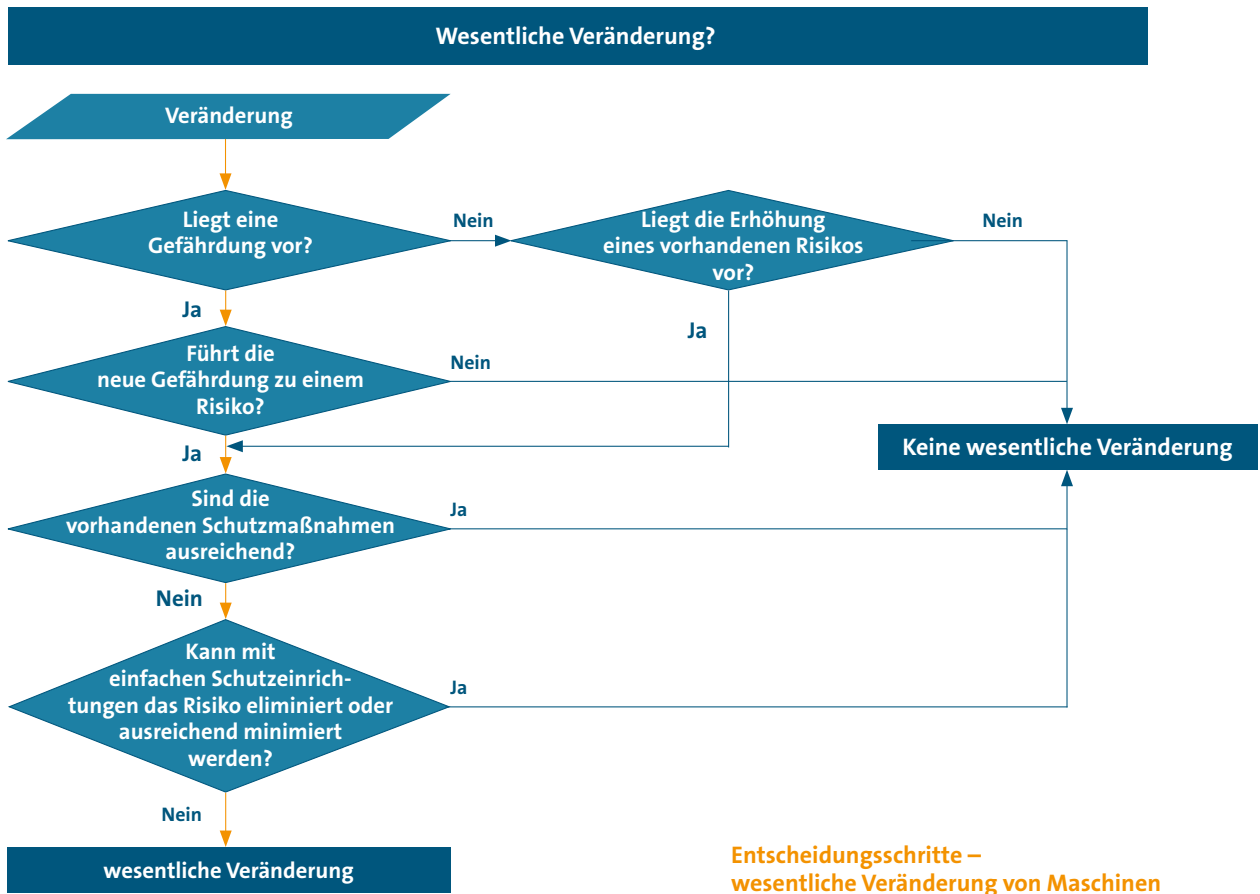 Wesentliche Veränderung?
Veränderung
Liegt eine
Gefährdung vor?
Nein
Liegt die Erhöhung
eines vorhandenen Risikos
vor?
Nein
Ja
Ja
Führt die
neue Gefährdung zu einem
Risiko?
Nein
Ja
Keine wesentliche Veränderung
Sind die
vorhandenen Schutzmaßnahmen
ausreichend?
Ja
Nein
Kann mit
einfachen Schutzeinrich-
tungen das Risiko eliminiert oder
ausreichend minimiert
werden?
Ja
Nein
wesentliche Veränderung
Entscheidungsschritte –
wesentliche Veränderung von Maschinen